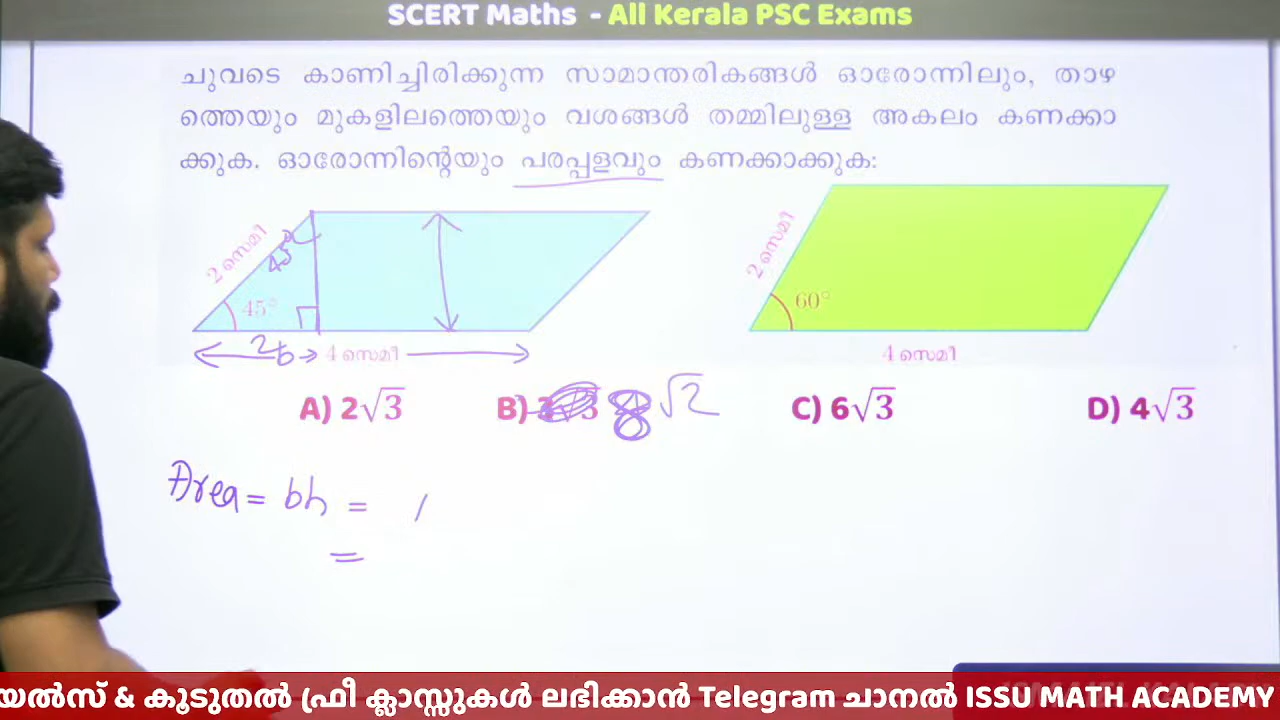 SCERT Maths - All Kerala PSC Exams
ചുവടെ കാണിച്ചിരിക്കുന്ന സാമാന്തരികങ്ങൾ ഓരോന്നിലും, താഴ
ത്തെയും മുകളിലത്തെയും വശങ്ങൾ തമ്മിലുള്ള അകലം കണക്കാ
ക്കുക. ഓരോന്നിന്റെയും പരപ്പളവും കണക്കാക്കുക:
2 സെമീ
45°
45°
2b
4 സെമീ
2 സെമീ
60°
4 സെമീ
A) 2√3
B) 8√2
C) 6√3
D) 4√3
Area = bh =
=
യൽസ് & കൂടുതൽ ഫ്രീ ക്ലാസ്സുകൾ ലഭിക്കാൻ Telegram ചാനൽ ISSU MATH ACADEMY